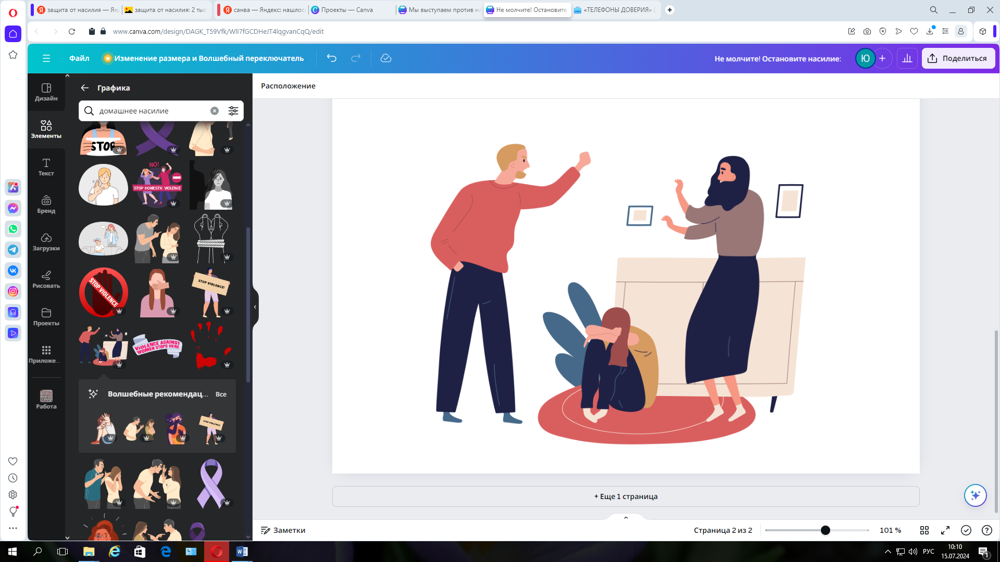 защита от насилия — Ян
защита от насилия: 2 тыс
санва — Яндекс: нашлось
Проекты — Canva
Мы выступаем против на
Не молчите! Остановите
«ТЕЛЕФОНЫ ДОВЕРИЯ» (
www.canva.com/design/DAGK_T59Vfk/WlI7fGCDHeJT4lqgvanCqQ/edit
Файл
Изменение размера и Волшебный переключатель
Не молчите! Остановите насилие:
Ю
Поделиться
Дизайн
Элементы
Текст
Бренд
Загрузки
Рисовать
Проекты
Приложе...
Работа
Графика
домашнее насилие
STOP
NO!
STOP DOMESTIC VIOLENCE
STOP VIOLENCE
STOP VIOLENCE!
VIOLENCE AGAINST
WOMEN STOPS HERE
Волшебные рекомендац...
Все
STOP VIOLENCE!
Расположение
+ Еще 1 страница
Заметки
Страница 2 из 2
101 %
РУС
10:10
15.07.2024
1